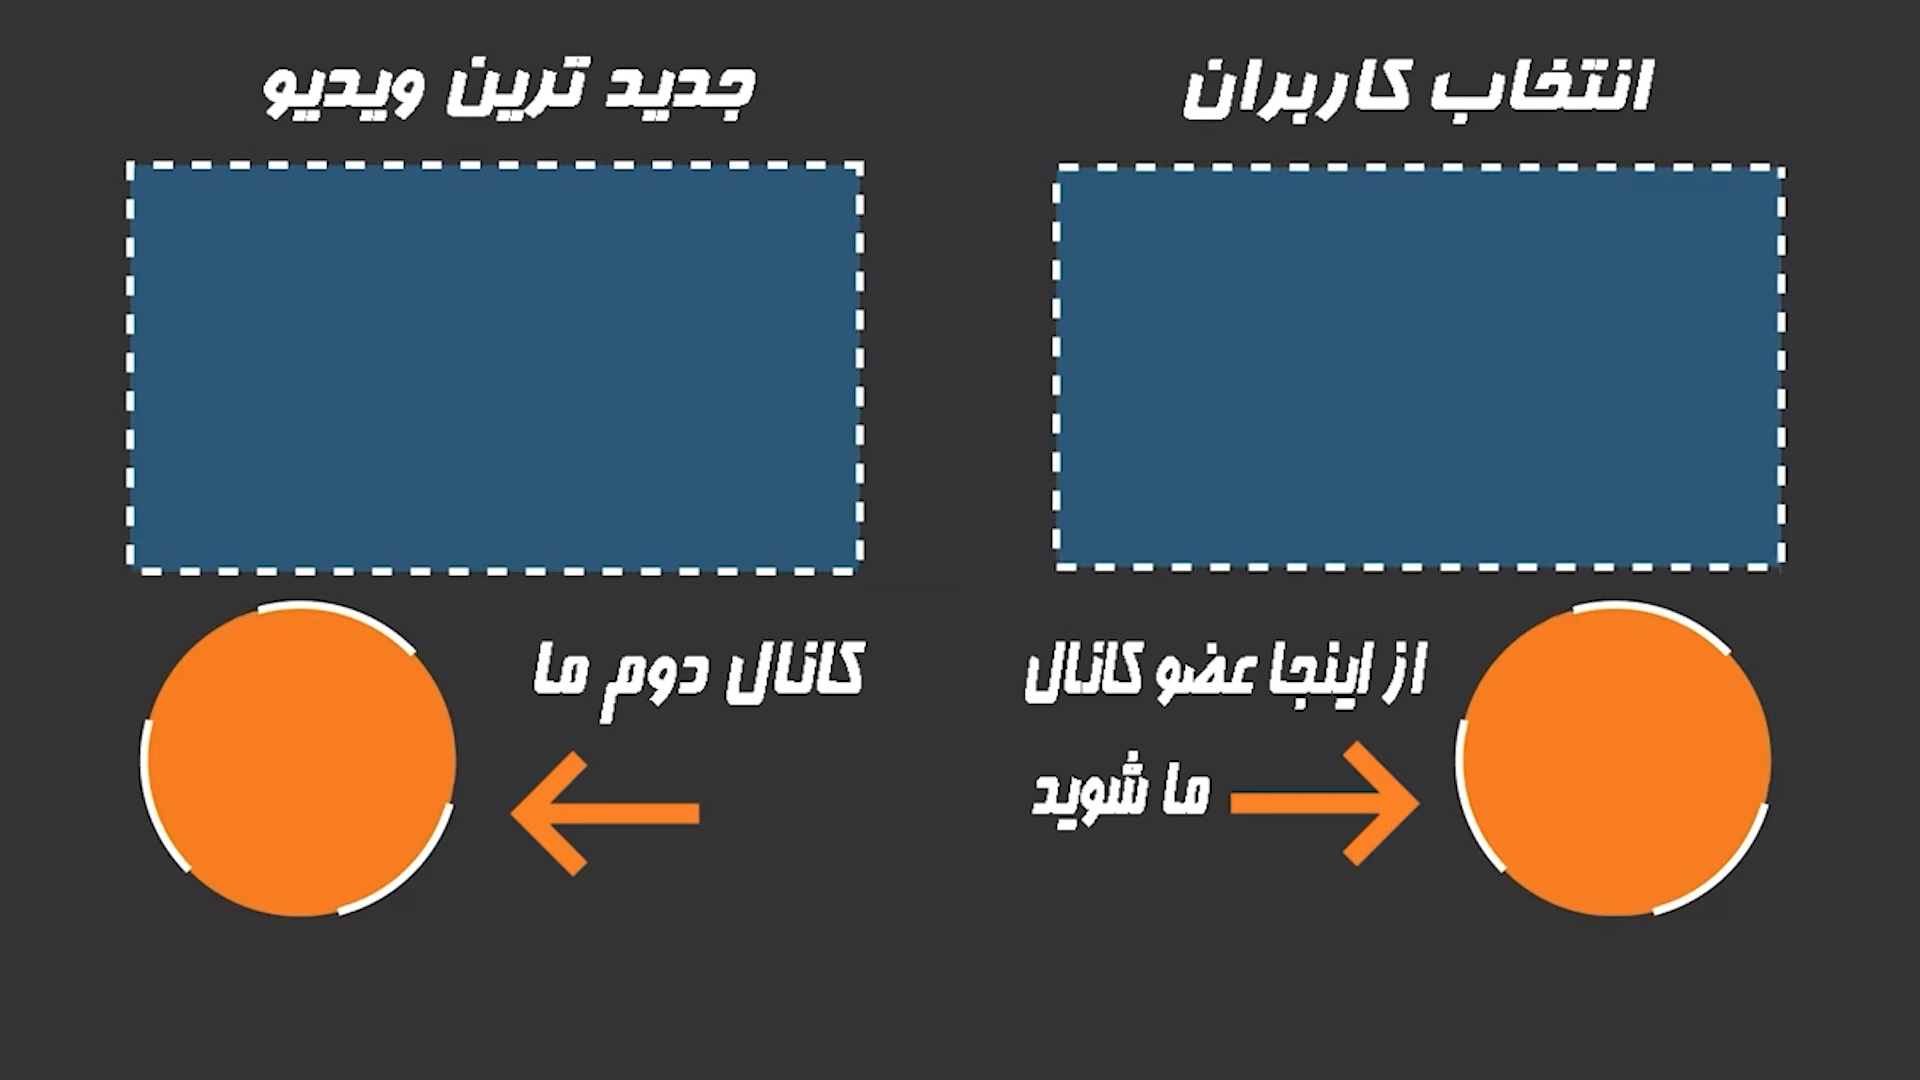 انتخاب کاربران
جدید ترین ویدیو
از اینجا عضو کانال
ما شوید
کانال دوم ما